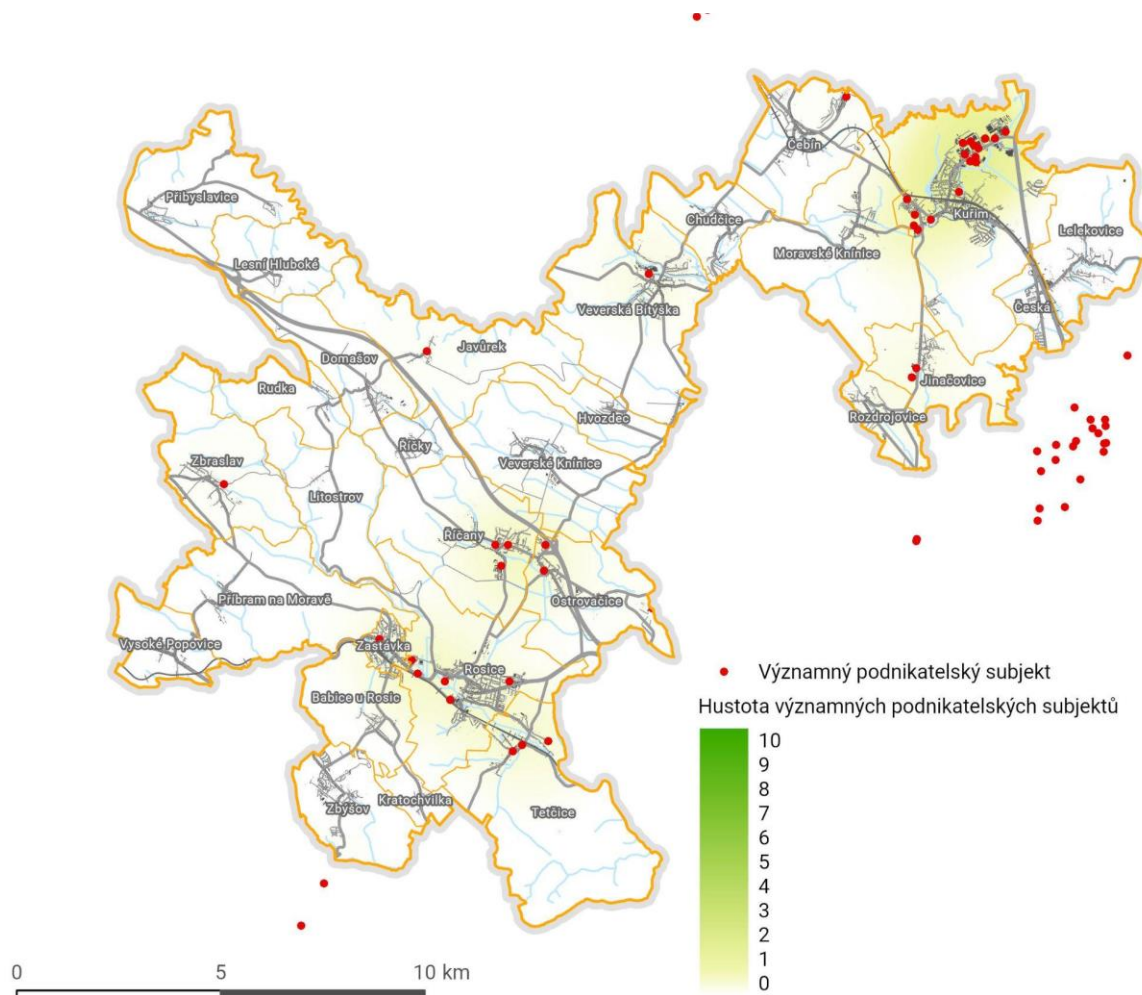 Čebín
Přibyslavice
Kuřim
Chudčice
Lelekovice
Moravské Knínice
Lesní Hluboké
Česká
Veverská Bítýška
Javůrek
Domašov
Jinačovice
Rudka
Hvozdec
Rozdrojovice
Říčky
Veverské Knínice
Zbraslav
Litostrov
Říčany
Ostrovačice
Příbram na Moravě
Vysoké Popovice
Zastávka
Rosice
Významný podnikatelský subjekt
Babice u Rosic
Hustota významných podnikatelských subjektů
10
9
8
7
6
5
4
3
2
1
0
Zbýšov
Kratochvilka
Tetčice
0 5 10 km